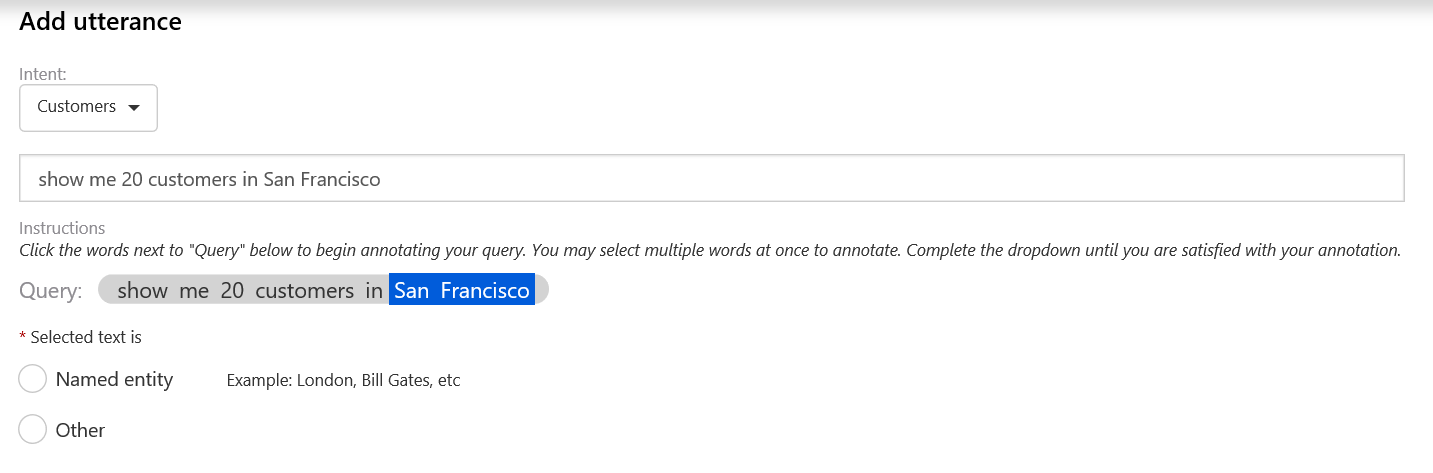 Add utterance
Intent:
Customers
show me 20 customers in San Francisco
Instructions
Click the words next to "Query" below to begin annotating your query. You may select multiple words at once to annotate. Complete the dropdown until you are satisfied with your annotation.
Query: show me 20 customers in San Francisco
* Selected text is
Named entity Example: London, Bill Gates, etc
Other